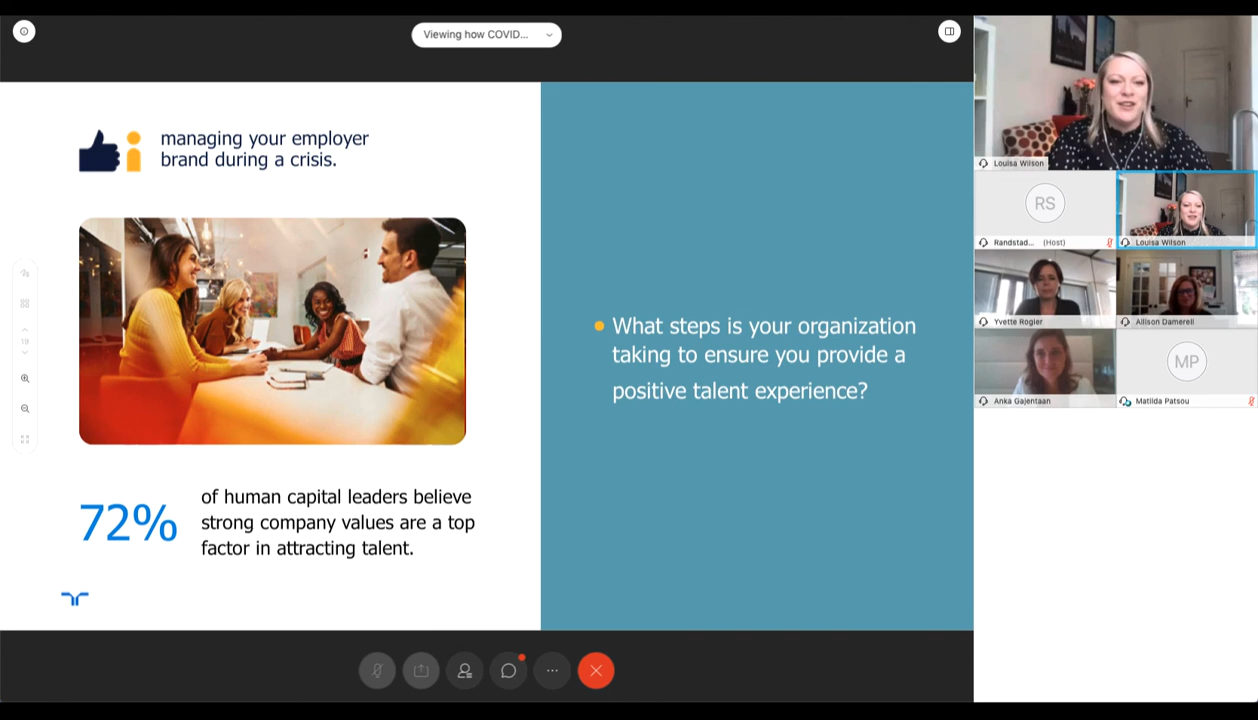 Viewing how COVID...
managing your employer
brand during a crisis.
72%
of human capital leaders believe
strong company values are a top
factor in attracting talent.
What steps is your organization
taking to ensure you provide a
positive talent experience?
Louisa Wilson
RS
Randstad... (Host)
Louisa Wilson
Yvette Rogier
Allison Damerell
Anka Gajentaan
MP
Matilda Patsou